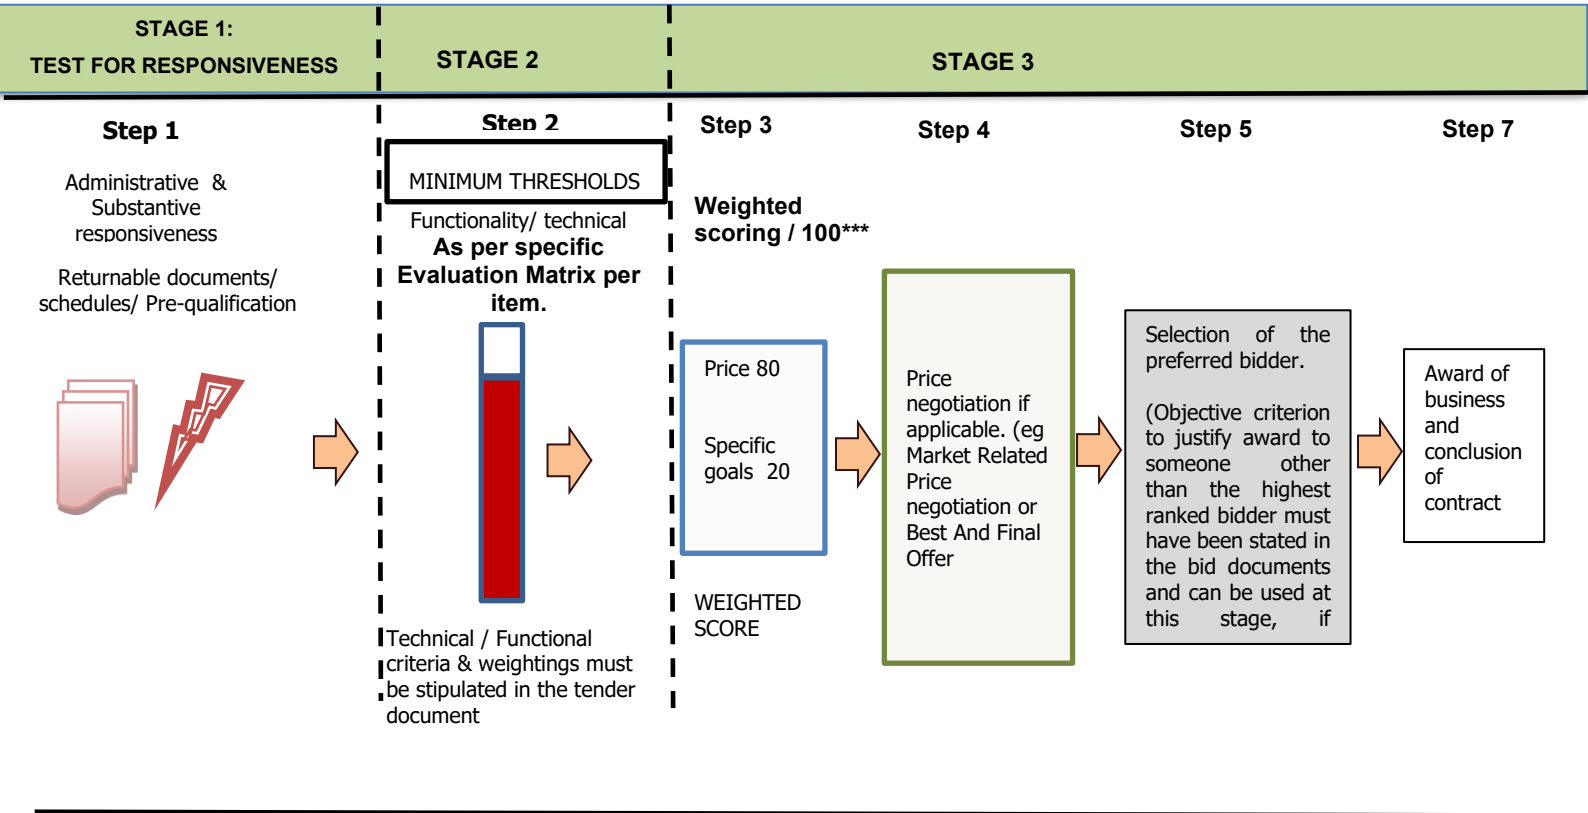 STAGE 1:
TEST FOR RESPONSIVENESS
STAGE 2
STAGE 3
Step 1
Administrative &
Substantive
responsiveness
Returnable documents/
schedules/ Pre-qualification
Step 2
MINIMUM THRESHOLDS
Functionality/ technical
As per specific
Evaluation Matrix per
item.
Technical / Functional
criteria & weightings must
be stipulated in the tender
document
Step 3
Weighted
scoring / 100***
Price 80
Specific
goals 20
WEIGHTED
SCORE
Step 4
Price
negotiation if
applicable. (eg
Market Related
Price
negotiation or
Best And Final
Offer
Step 5
Selection of the
preferred bidder.
(Objective criterion
to justify award to
someone other
than the highest
ranked bidder must
have been stated in
the bid documents
and can be used at
this stage, if
Step 7
Award of
business
and
conclusion
of
contract